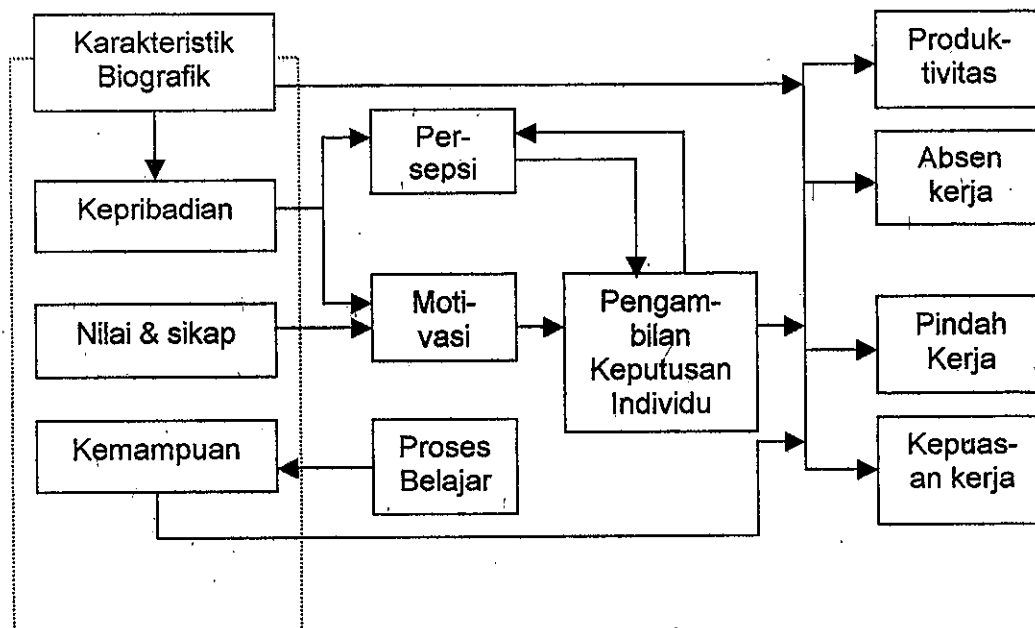 Karakteristik
Biografik
Kepribadian
Nilai & sikap
Kemampuan
Per-
sepsi
Moti-
vasi
Proses
Belajar
Pengam-
bilan
Keputusan
Individu
Produk-
tivitas
Absen
kerja
Pindah
Kerja
Kepuas-
an kerja